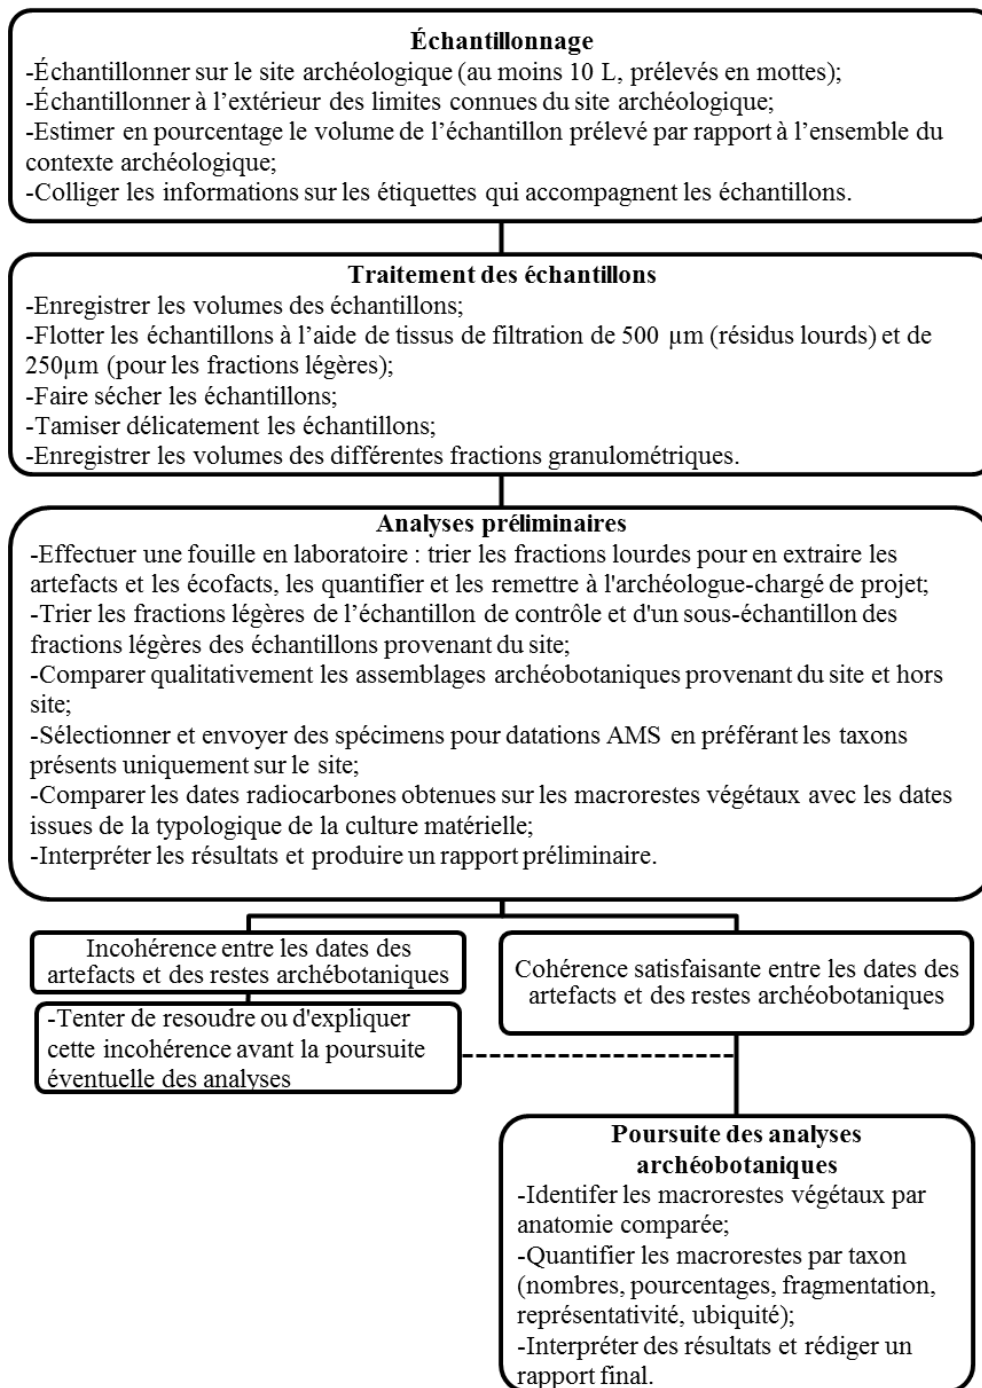 Échantillonnage
-Échantillonner sur le site archéologique (au moins 10 L, prélevés en mottes);
-Échantillonner à l'extérieur des limites connues du site archéologique;
-Estimer en pourcentage le volume de l'échantillon prélevé par rapport à l'ensemble du
contexte archéologique;
-Colliger les informations sur les étiquettes qui accompagnent les échantillons.
Traitement des échantillons
-Enregistrer les volumes des échantillons;
-Flotter les échantillons à l'aide de tissus de filtration de 500 µm (résidus lourds) et de
250µm (pour les fractions légères);
-Faire sécher les échantillons;
-Tamiser délicatement les échantillons;
-Enregistrer les volumes des différentes fractions granulométriques.
Analyses préliminaires
-Effectuer une fouille en laboratoire : trier les fractions lourdes pour en extraire les
artefacts et les écofacts, les quantifier et les remettre à l'archéologue-chargé de projet;
-Trier les fractions légères de l'échantillon de contrôle et d'un sous-échantillon des
fractions légères des échantillons provenant du site;
-Comparer qualitativement les assemblages archéobotaniques provenant du site et hors
site;
-Sélectionner et envoyer des spécimens pour datations AMS en préférant les taxons
présents uniquement sur le site;
-Comparer les dates radiocarbones obtenues sur les macrorestes végétaux avec les dates
issues de la typologique de la culture matérielle;
-Interpréter les résultats et produire un rapport préliminaire.
Incohérence entre les dates des
artefacts et des restes archébotaniques
-Tenter de resoudre ou d'expliquer
cette incohérence avant la poursuite
éventuelle des analyses
Cohérence satisfaisante entre les dates des
artefacts et des restes archéobotaniques
Poursuite des analyses
archéobotaniques
-Identifer les macrorestes végétaux par
anatomie comparée;
-Quantifier les macrorestes par taxon
(nombres, pourcentages, fragmentation,
représentativité, ubiquité);
-Interpréter des résultats et rédiger un
rapport final.